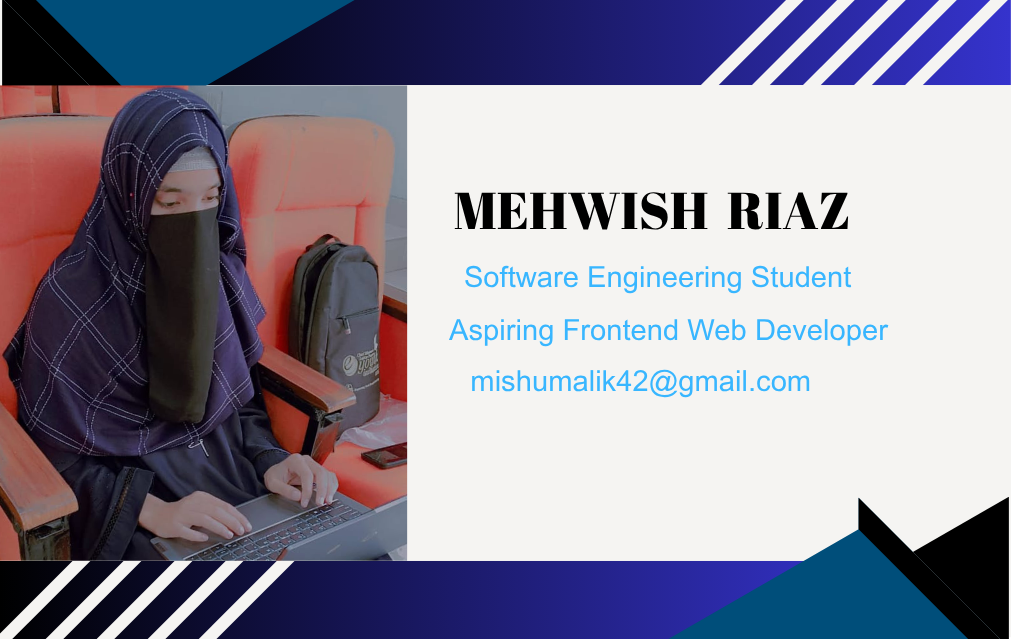 MEHWISH RIAZ
Software Engineering Student
Aspiring Frontend Web Developer
mishumalik42@gmail.com